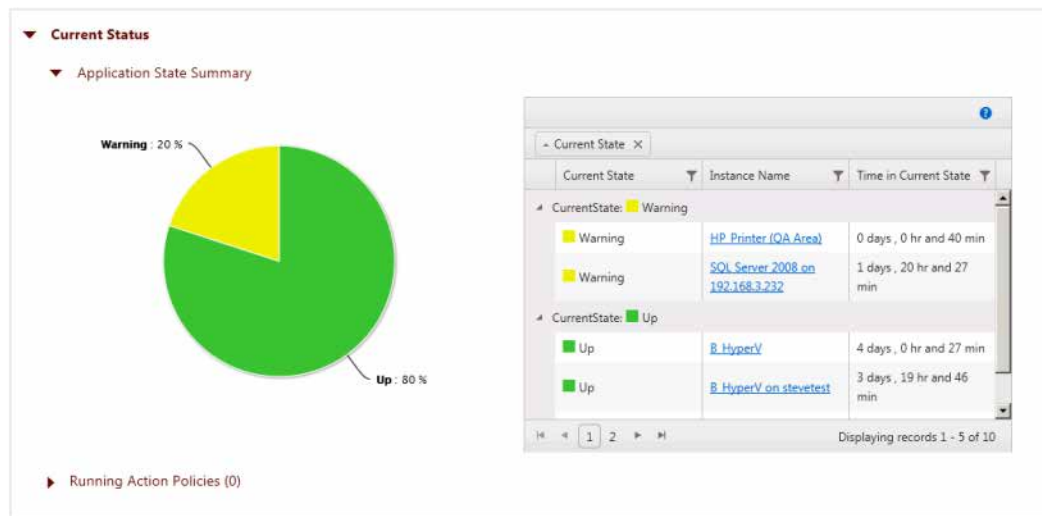 Current Status
Application State Summary
Warning : 20 %
Up : 80 %
?
Current State ×
Current State Instance Name Time in Current State
CurrentState: Warning
Warning HP Printer (QA Area) 0 days , 0 hr and 40 min
Warning SQL Server 2008 on 1 days , 20 hr and 27
192.168.3.232 min
CurrentState: Up
Up B HyperV 4 days , 0 hr and 27 min
Up B HyperV on stevetest 3 days , 19 hr and 46
min
1 2 Displaying records 1 - 5 of 10
Running Action Policies (0)